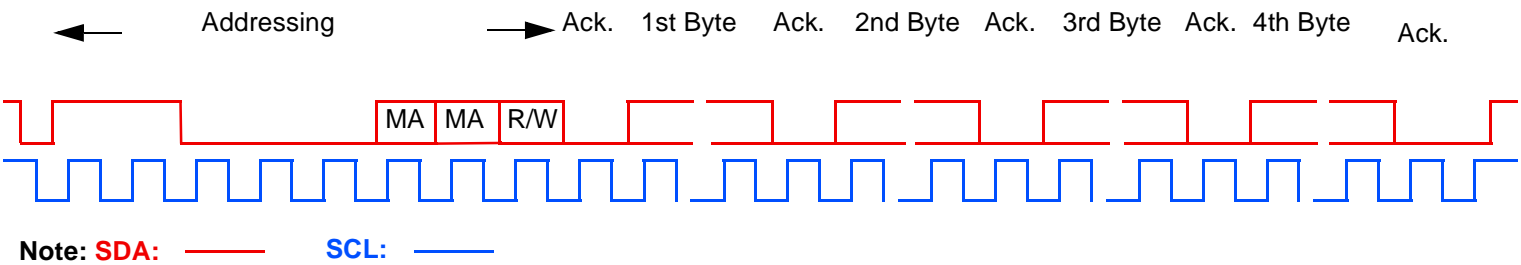 Addressing Ack. 1st Byte Ack. 2nd Byte Ack. 3rd Byte Ack. 4th Byte Ack.
MA MA R/W
Note: SDA: SCL: